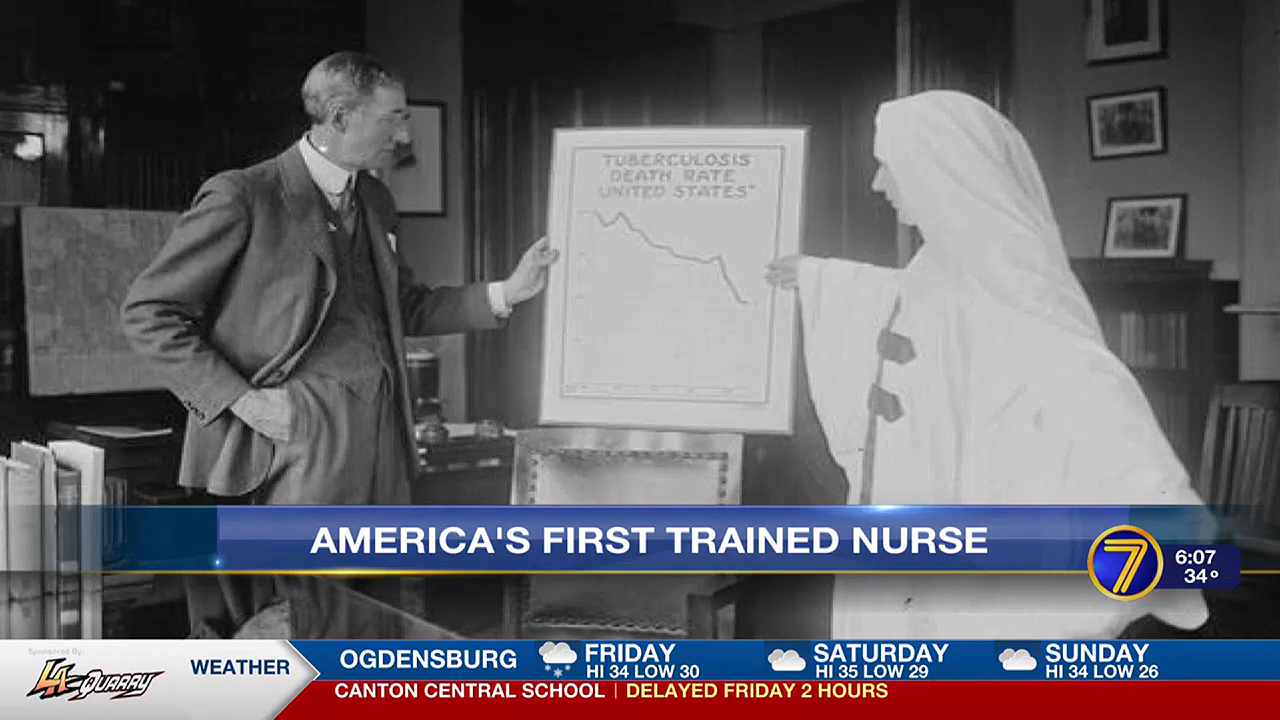 TUBERCULOSIS
DEATH RATE
UNITED STATES
AMERICA'S FIRST TRAINED NURSE
7
6:07
34°
Sponsored By:
LA QUARRY
WEATHER
OGDENSBURG
FRIDAY
HI 34 LOW 30
SATURDAY
HI 35 LOW 29
SUNDAY
HI 34 LOW 26
CANTON CENTRAL SCHOOL | DELAYED FRIDAY 2 HOURS